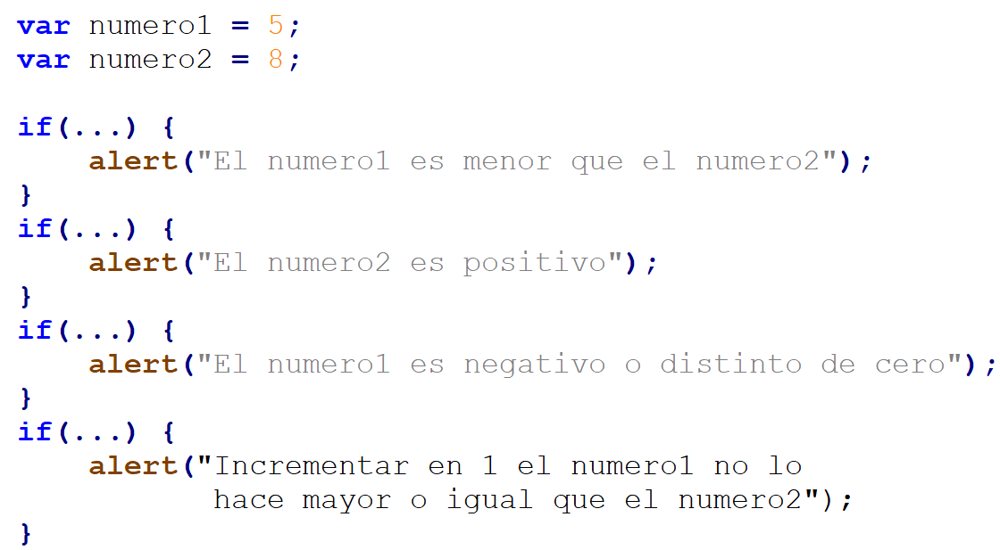 var numero1 = 5;
var numero2 = 8;
if(...) {
alert("El numero1 es menor que el numero2");
}
if(...) {
alert("El numero2 es positivo");
}
if(...) {
alert("El numero1 es negativo o distinto de cero");
}
if(...) {
alert("Incrementar en 1 el numero1 no lo
hace mayor o igual que el numero2");
}